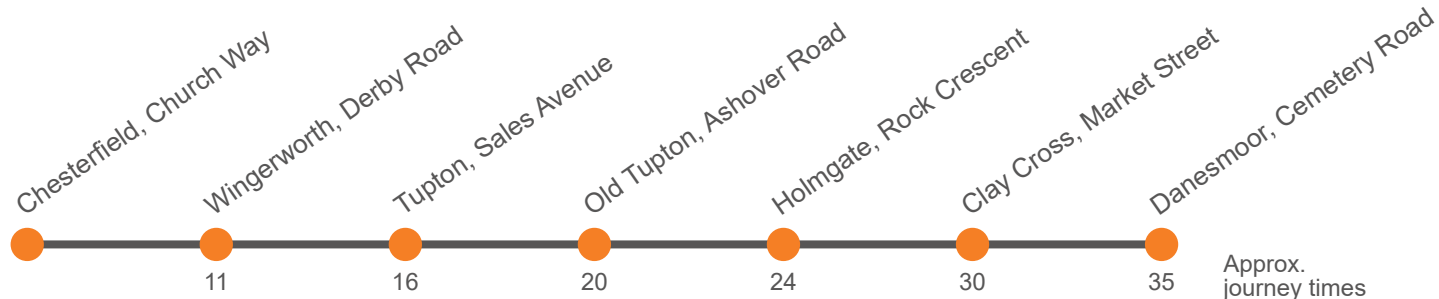 Chesterfield, Church Way
Wingerworth, Derby Road
Tupton, Sales Avenue
Old Tupton, Ashover Road
Holmgate, Rock Crescent
Clay Cross, Market Street
Danesmoor, Cemetery Road
11
16
20
24
30
35
Approx.
journey times